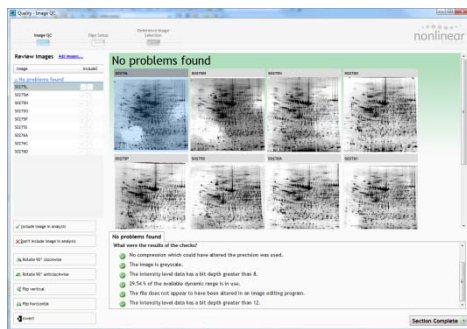 Quality - Image QC
Image QC
Dige Setup
Reference Image
Selection
nonlinear
DYNAMICS
Review Images
Add Images...
Image
Included
No problems found
No problems found
Include image in analysis
Don't include image in analysis
Rotate 90° clockwise
Rotate 90° anticlockwise
Flip vertical
Flip horizontal
Invert
No problems found
What were the results of the checks?
No compression which could have altered the precision was used.
The image is greyscale.
The intensity level data has a bit depth greater than 8.
29.54 % of the available dynamic range is in use.
The file does not appear to have been altered in an image editing program.
The intensity level data has a bit depth greater than 12.
Section Complete